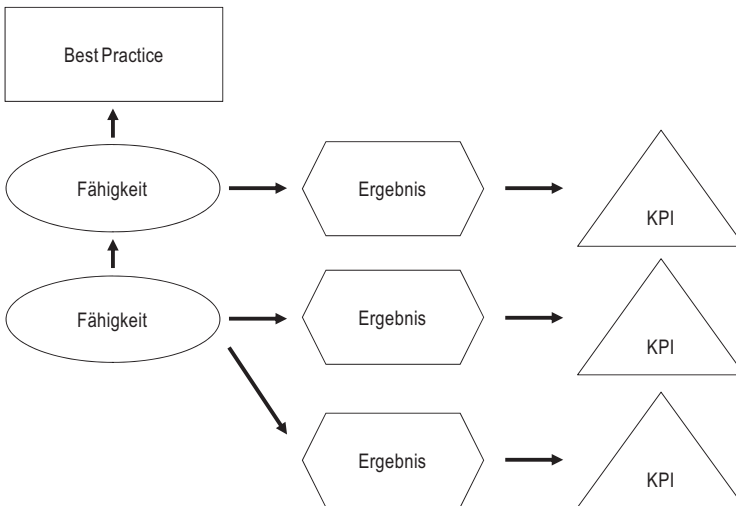 Best Practice
Fähigkeit
Ergebnis
KPI
Fähigkeit
Ergebnis
KPI
Ergebnis
KPI